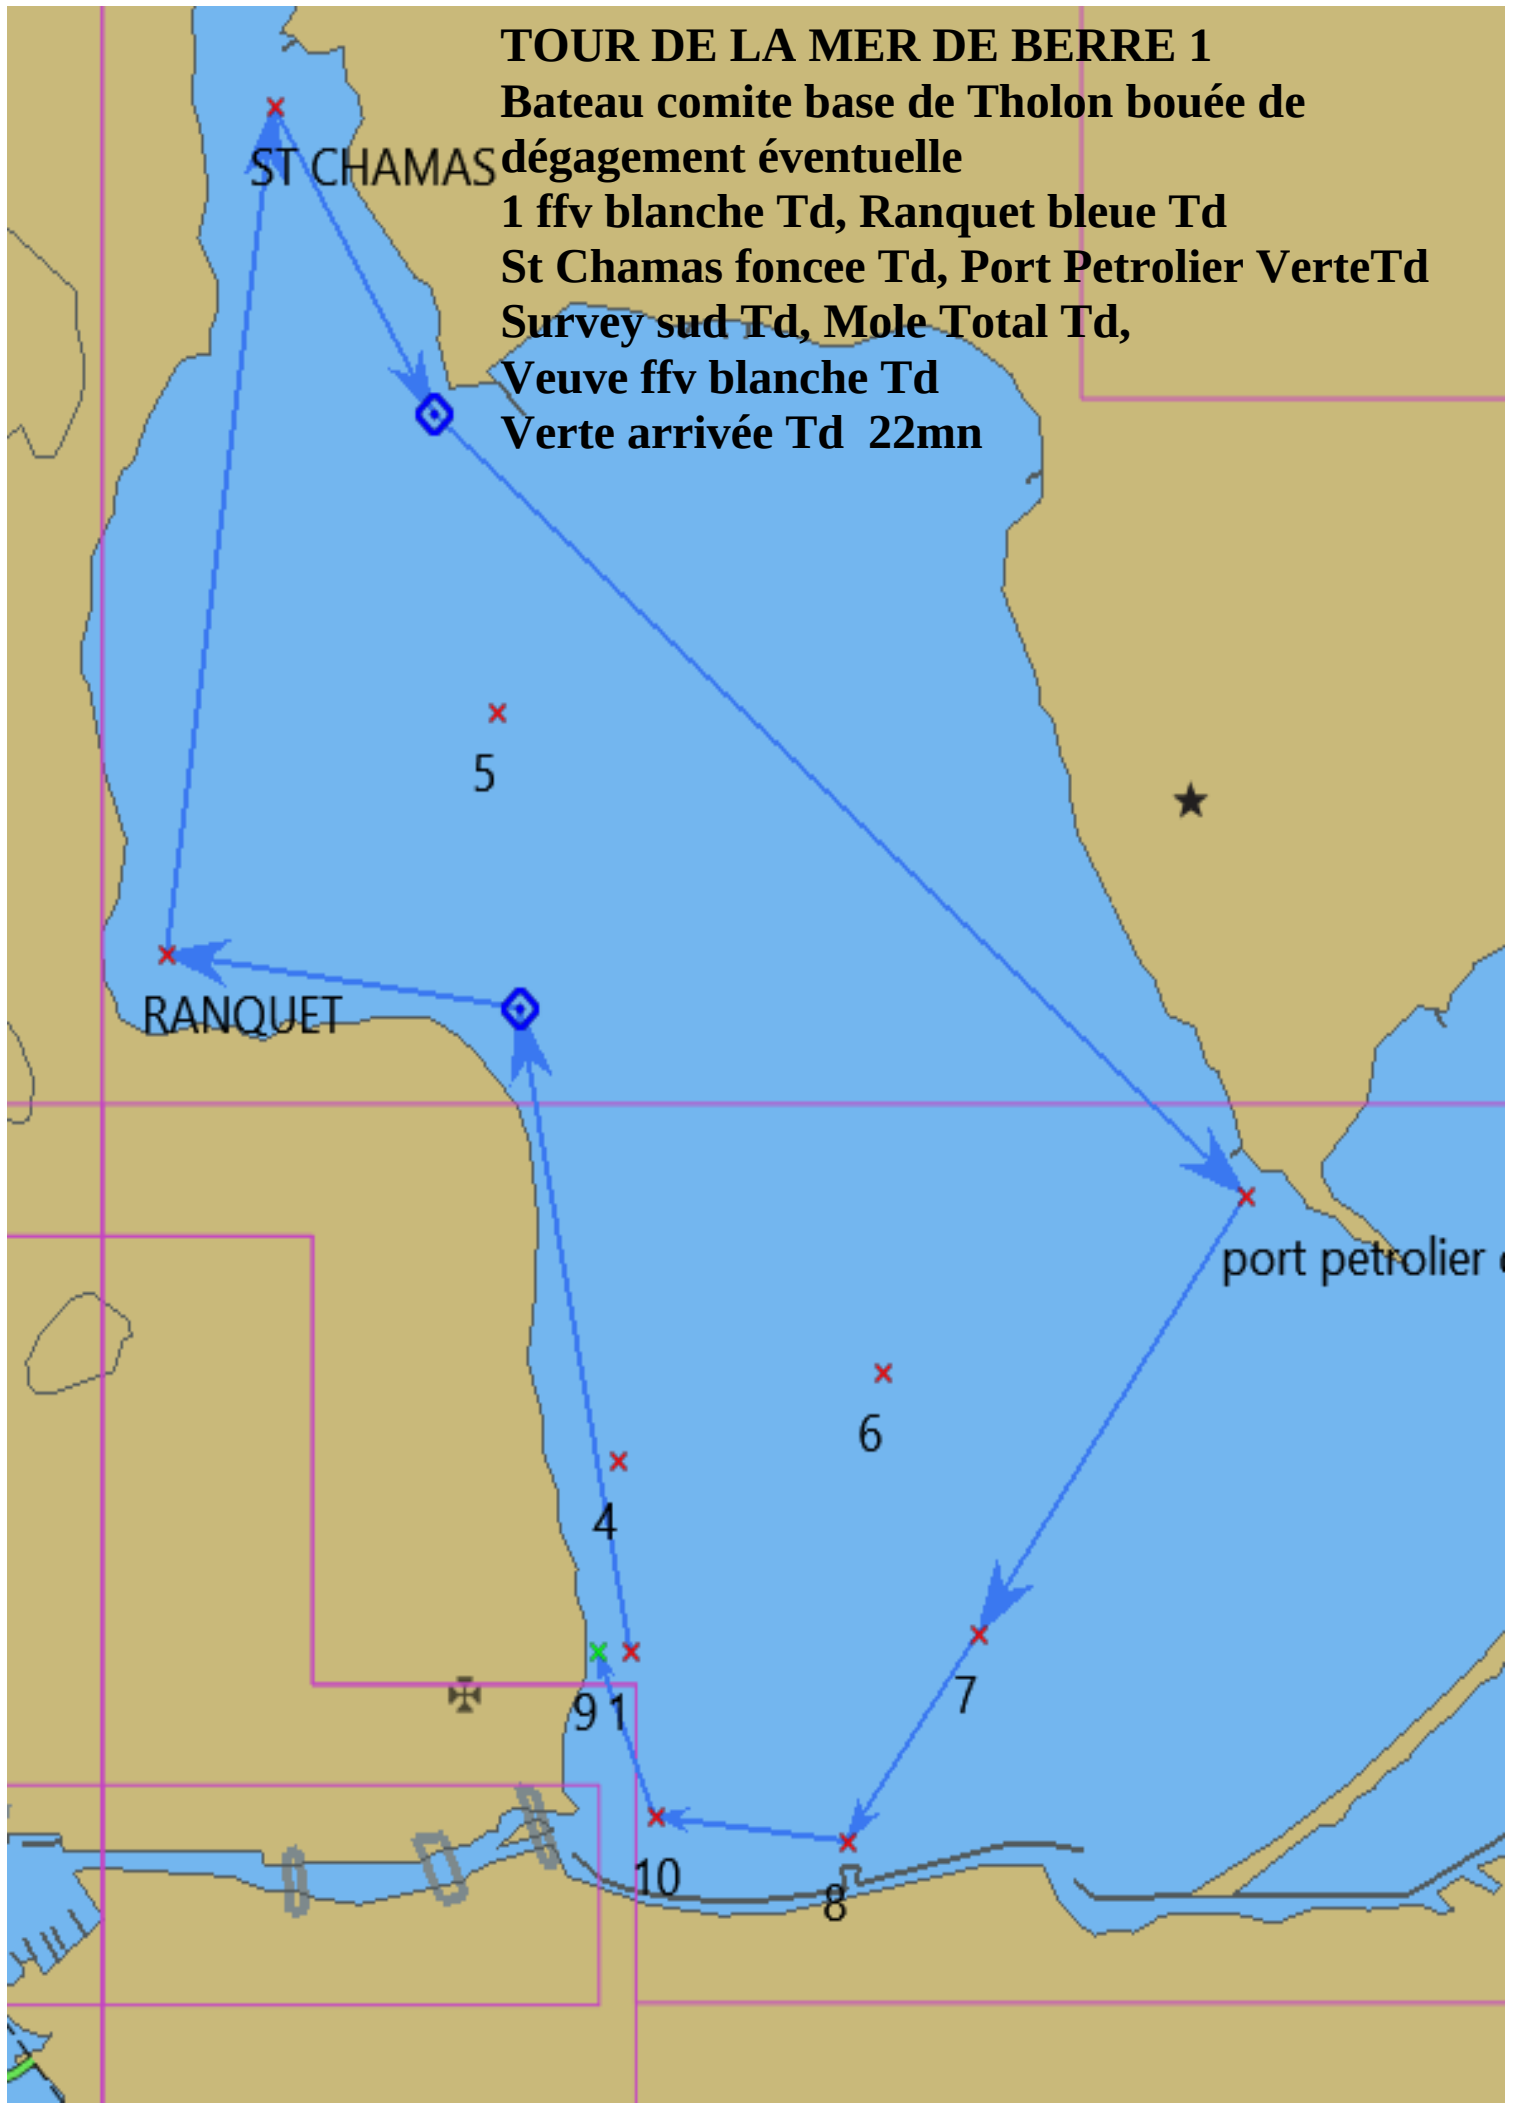 TOUR DE LA MER DE BERRE 1
Bateau comite base de Tholon bouée de
dégagement éventuelle
1 ffv blanche Td, Ranquet bleue Td
St Chamas foncee Td, Port Petrolier VerteTd
Survey sud Td, Mole Total Td,
Veuve ffv blanche Td
Verte arrivée Td 22mn
ST CHAMAS
5
RANQUET
port petrolier
6
4
7
9 1
10
8